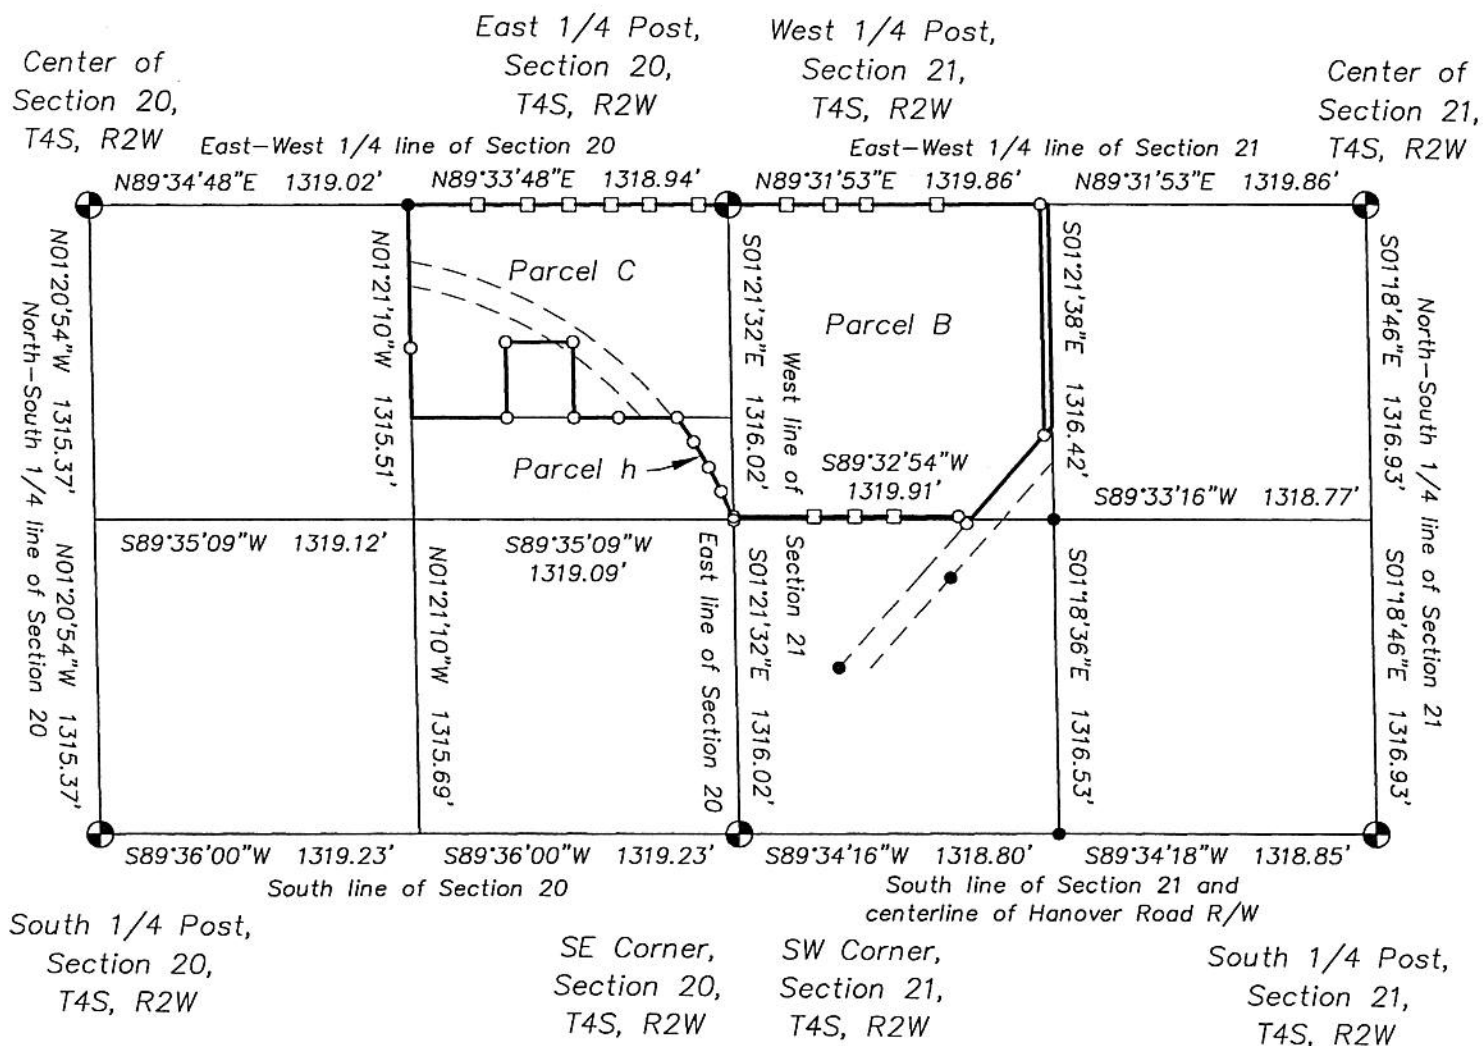 Center of
Section 20,
T4S, R2W
East 1/4 Post,
Section 20,
T4S, R2W
West 1/4 Post,
Section 21,
T4S, R2W
Center of
Section 21,
T4S, R2W
East-West 1/4 line of Section 20
East-West 1/4 line of Section 21
N89°34'48"E 1319.02'
N89°33'48"E 1318.94'
N89°31'53"E 1319.86'
N89°31'53"E 1319.86'
N01°20'54"W 1315.37'
North-South 1/4 line of Section 20
N01°20'54"W 1315.37'
N01°21'10"W 1315.51'
Parcel C
Parcel h
S01°21'32"E 1316.02'
West line of Section 21
Parcel B
S01°21'38"E 1316.42'
S01°18'46"E 1316.93'
North-South 1/4 line of Section 21
S89°32'54"W
1319.91'
S89°33'16"W 1318.77'
S89°35'09"W 1319.12'
S89°35'09"W
1319.09'
N01°21'10"W 1315.69'
East line of Section 20
S01°21'32"E 1316.02'
S01°18'36"E 1316.53'
S01°18'46"E 1316.93'
S89°36'00"W 1319.23'
S89°36'00"W 1319.23'
S89°34'16"W 1318.80'
S89°34'18"W 1318.85'
South line of Section 20
South line of Section 21 and
centerline of Hanover Road R/W
South 1/4 Post,
Section 20,
T4S, R2W
SE Corner,
Section 20,
T4S, R2W
SW Corner,
Section 21,
T4S, R2W
South 1/4 Post,
Section 21,
T4S, R2W